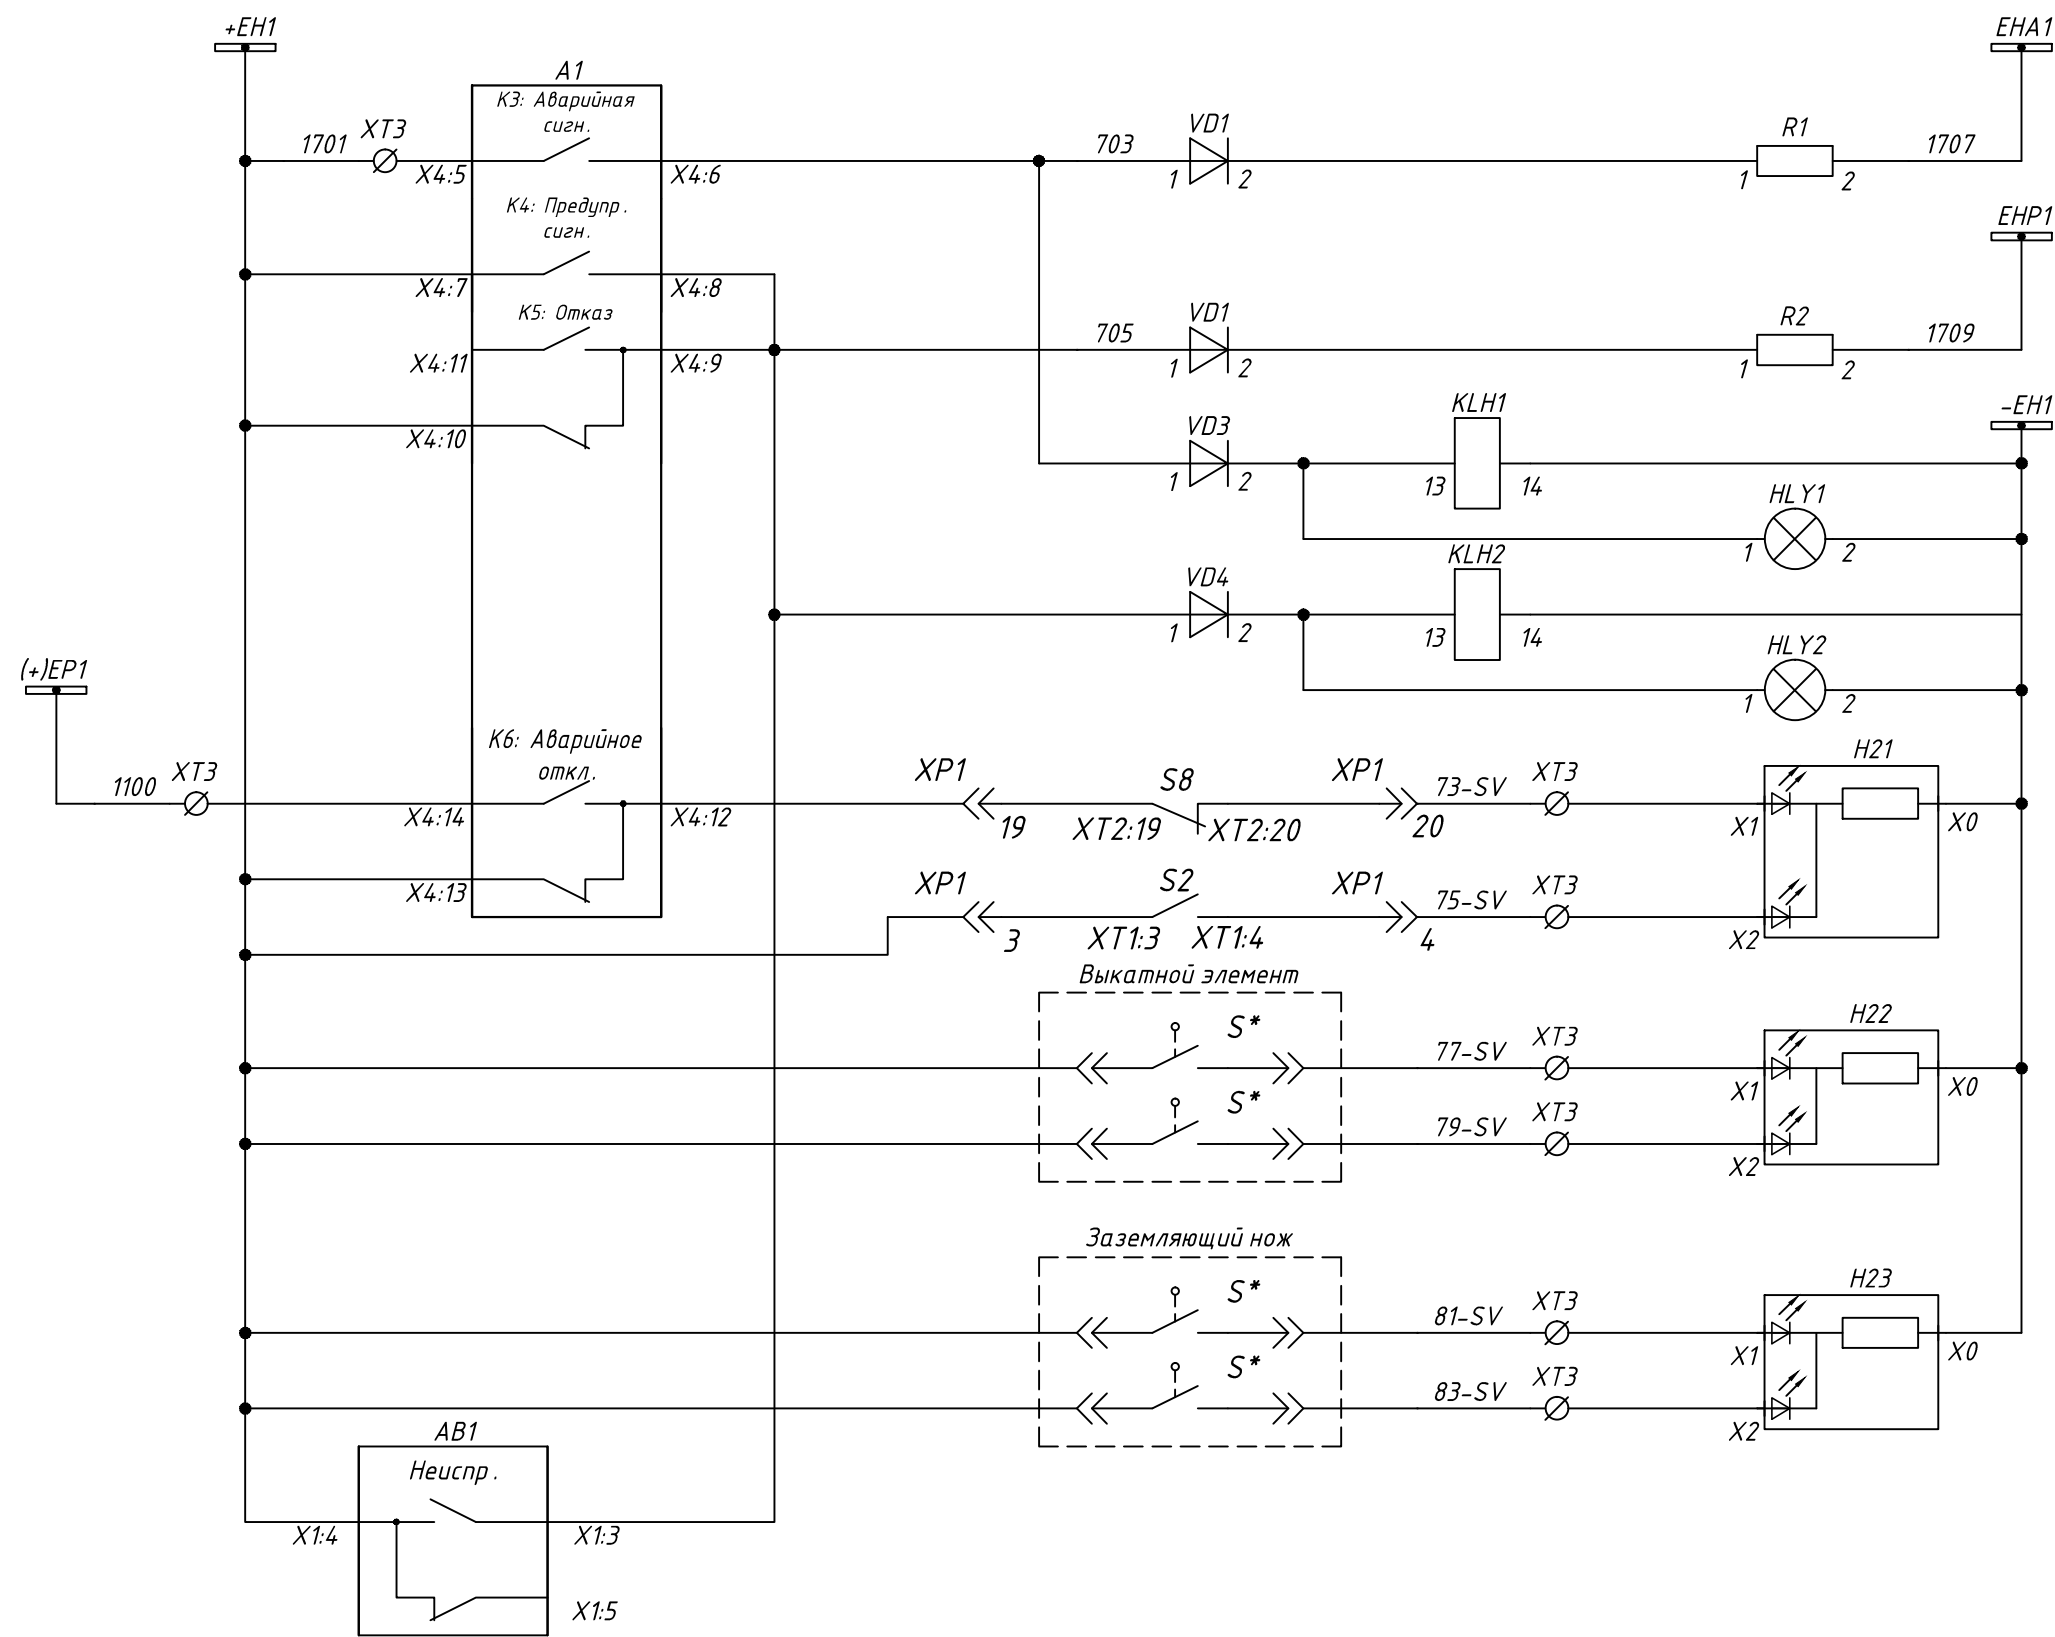 +EH1
EHA1
A1
K3: Аварийная
сигн.
1701
XT3
X4:5
X4:6
703
VD1
1
2
R1
1
2
1707
K4: Предупр.
сигн.
X4:7
X4:8
EHP1
K5: Отказ
X4:11
X4:9
705
VD1
1
2
R2
1
2
1709
X4:10
VD3
1
2
KLH1
13
14
-EH1
HLY1
1
2
VD4
1
2
KLH2
13
14
HLY2
1
2
(+)EP1
1100
XT3
K6: Аварийное
откл.
X4:14
X4:12
XP1
19
S8
XT2:19
XT2:20
XP1
20
73-SV
XT3
H21
X1
X0
X4:13
XP1
3
S2
XT1:3
XT1:4
XP1
4
75-SV
XT3
X2
Выкатной элемент
S*
77-SV
XT3
H22
X1
X0
S*
79-SV
XT3
X2
Заземляющий нож
S*
81-SV
XT3
H23
X1
X0
S*
83-SV
XT3
X2
AB1
Неиспр.
X1:4
X1:3
X1:5